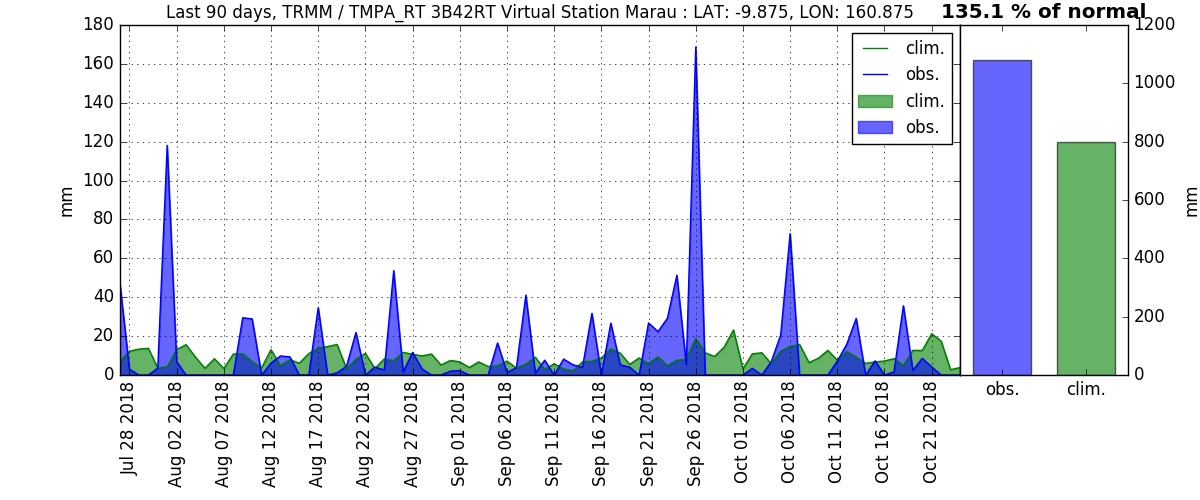 Last 90 days, TRMM / TMPA_RT 3B42RT Virtual Station Marau : LAT: -9.875, LON: 160.875
135.1 % of normal
180
160
140
120
100
80
60
40
20
0
mm
clim.
obs.
clim.
obs.
Jul 28 2018
Aug 02 2018
Aug 07 2018
Aug 12 2018
Aug 17 2018
Aug 22 2018
Aug 27 2018
Sep 01 2018
Sep 06 2018
Sep 11 2018
Sep 16 2018
Sep 21 2018
Sep 26 2018
Oct 01 2018
Oct 06 2018
Oct 11 2018
Oct 16 2018
Oct 21 2018
1200
1000
800
600
400
200
0
mm
obs.
clim.